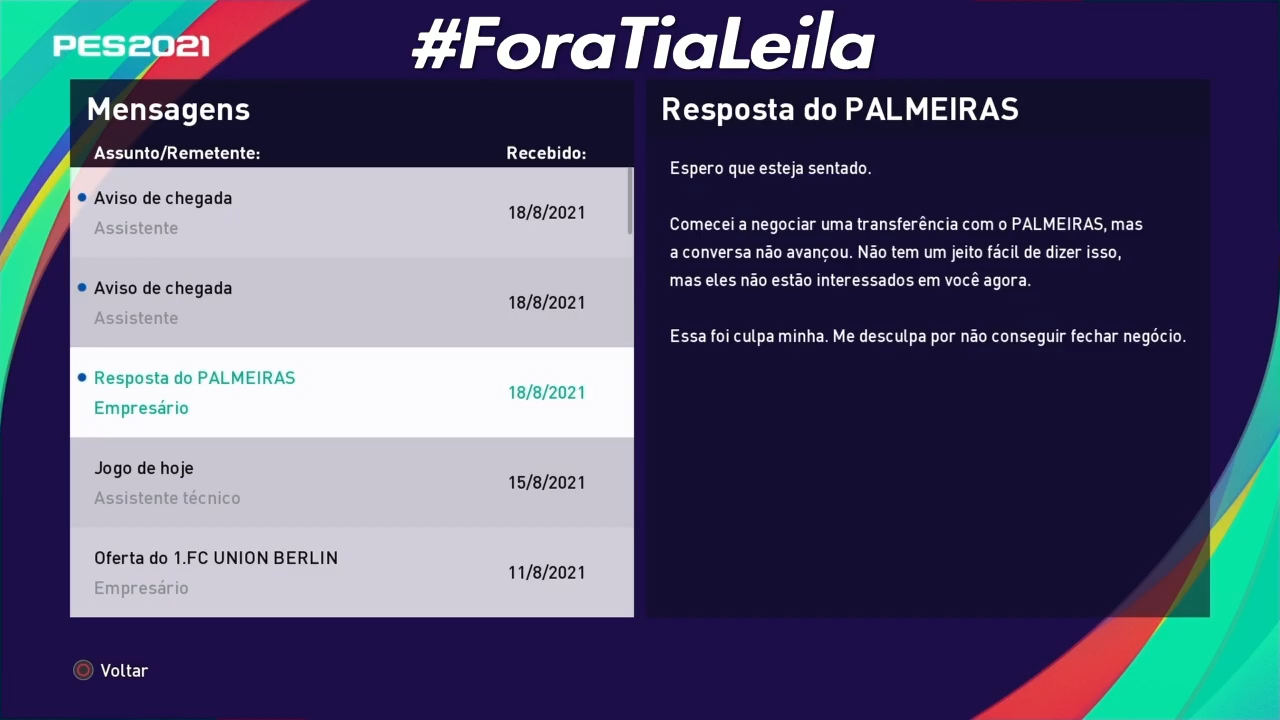 #ForaTiaLeila
PES2021
Mensagens
Assunto/Remetente: Recebido:
Aviso de chegada
Assistente
18/8/2021
Aviso de chegada
Assistente
18/8/2021
Resposta do PALMEIRAS
Empresário
18/8/2021
Jogo de hoje
Assistente técnico
15/8/2021
Oferta do 1.FC UNION BERLIN
Empresário
11/8/2021
Resposta do PALMEIRAS
Espero que esteja sentado.
Comecei a negociar uma transferência com o PALMEIRAS, mas
a conversa não avançou. Não tem um jeito fácil de dizer isso,
mas eles não estão interessados em você agora.
Essa foi culpa minha. Me desculpa por não conseguir fechar negócio.
Voltar